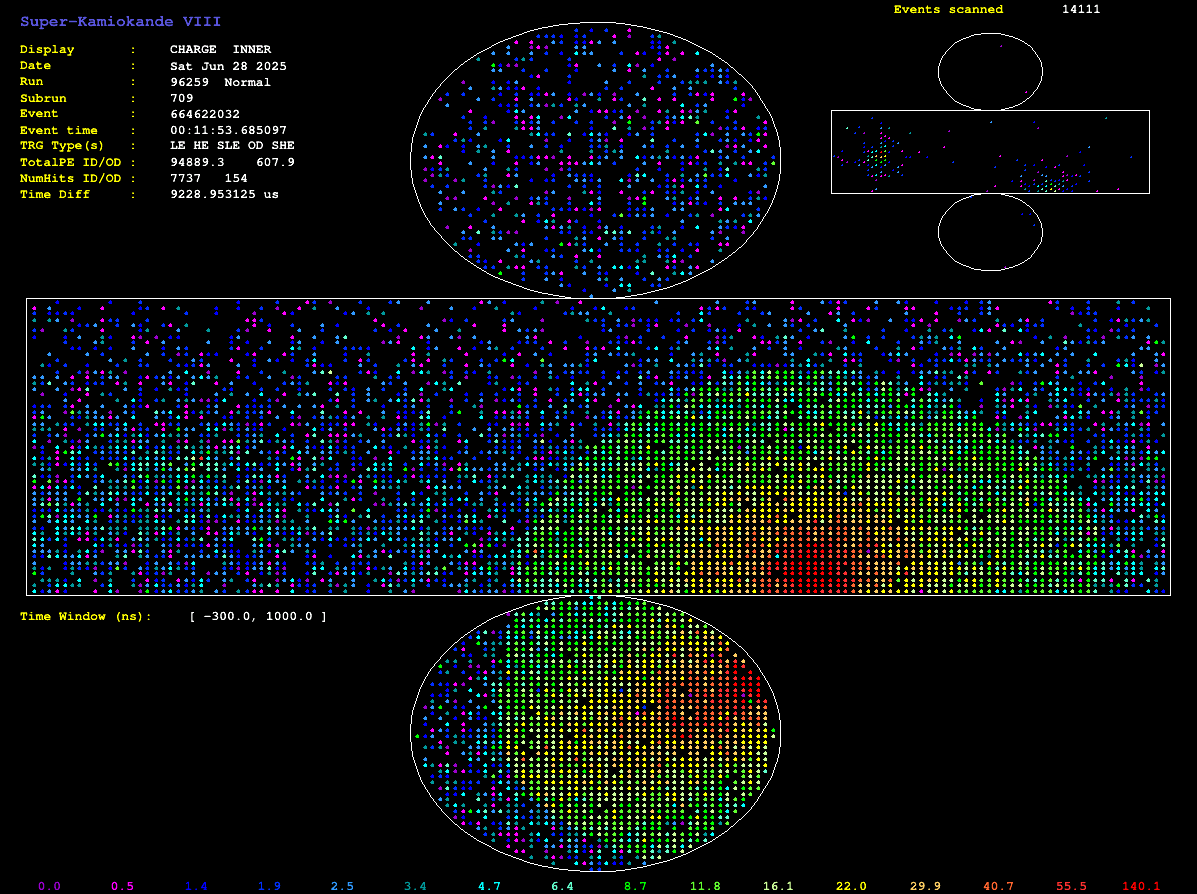 Super-Kamiokande VIII
Events scanned 14111
Display : CHARGE INNER
Date : Sat Jun 28 2025
Run : 96259 Normal
Subrun : 709
Event : 664622032
Event time : 00:11:53.685097
TRG Type(s) : LE HE SLE OD SHE
TotalPE ID/OD : 94889.3 607.9
NumHits ID/OD : 7737 154
Time Diff : 9228.953125 us
Time Window (ns): [ -300.0, 1000.0 ]
0.0 0.5 1.4 1.9 2.5 3.4 4.7 6.4 8.7 11.8 16.1 22.0 29.9 40.7 55.5 140.1